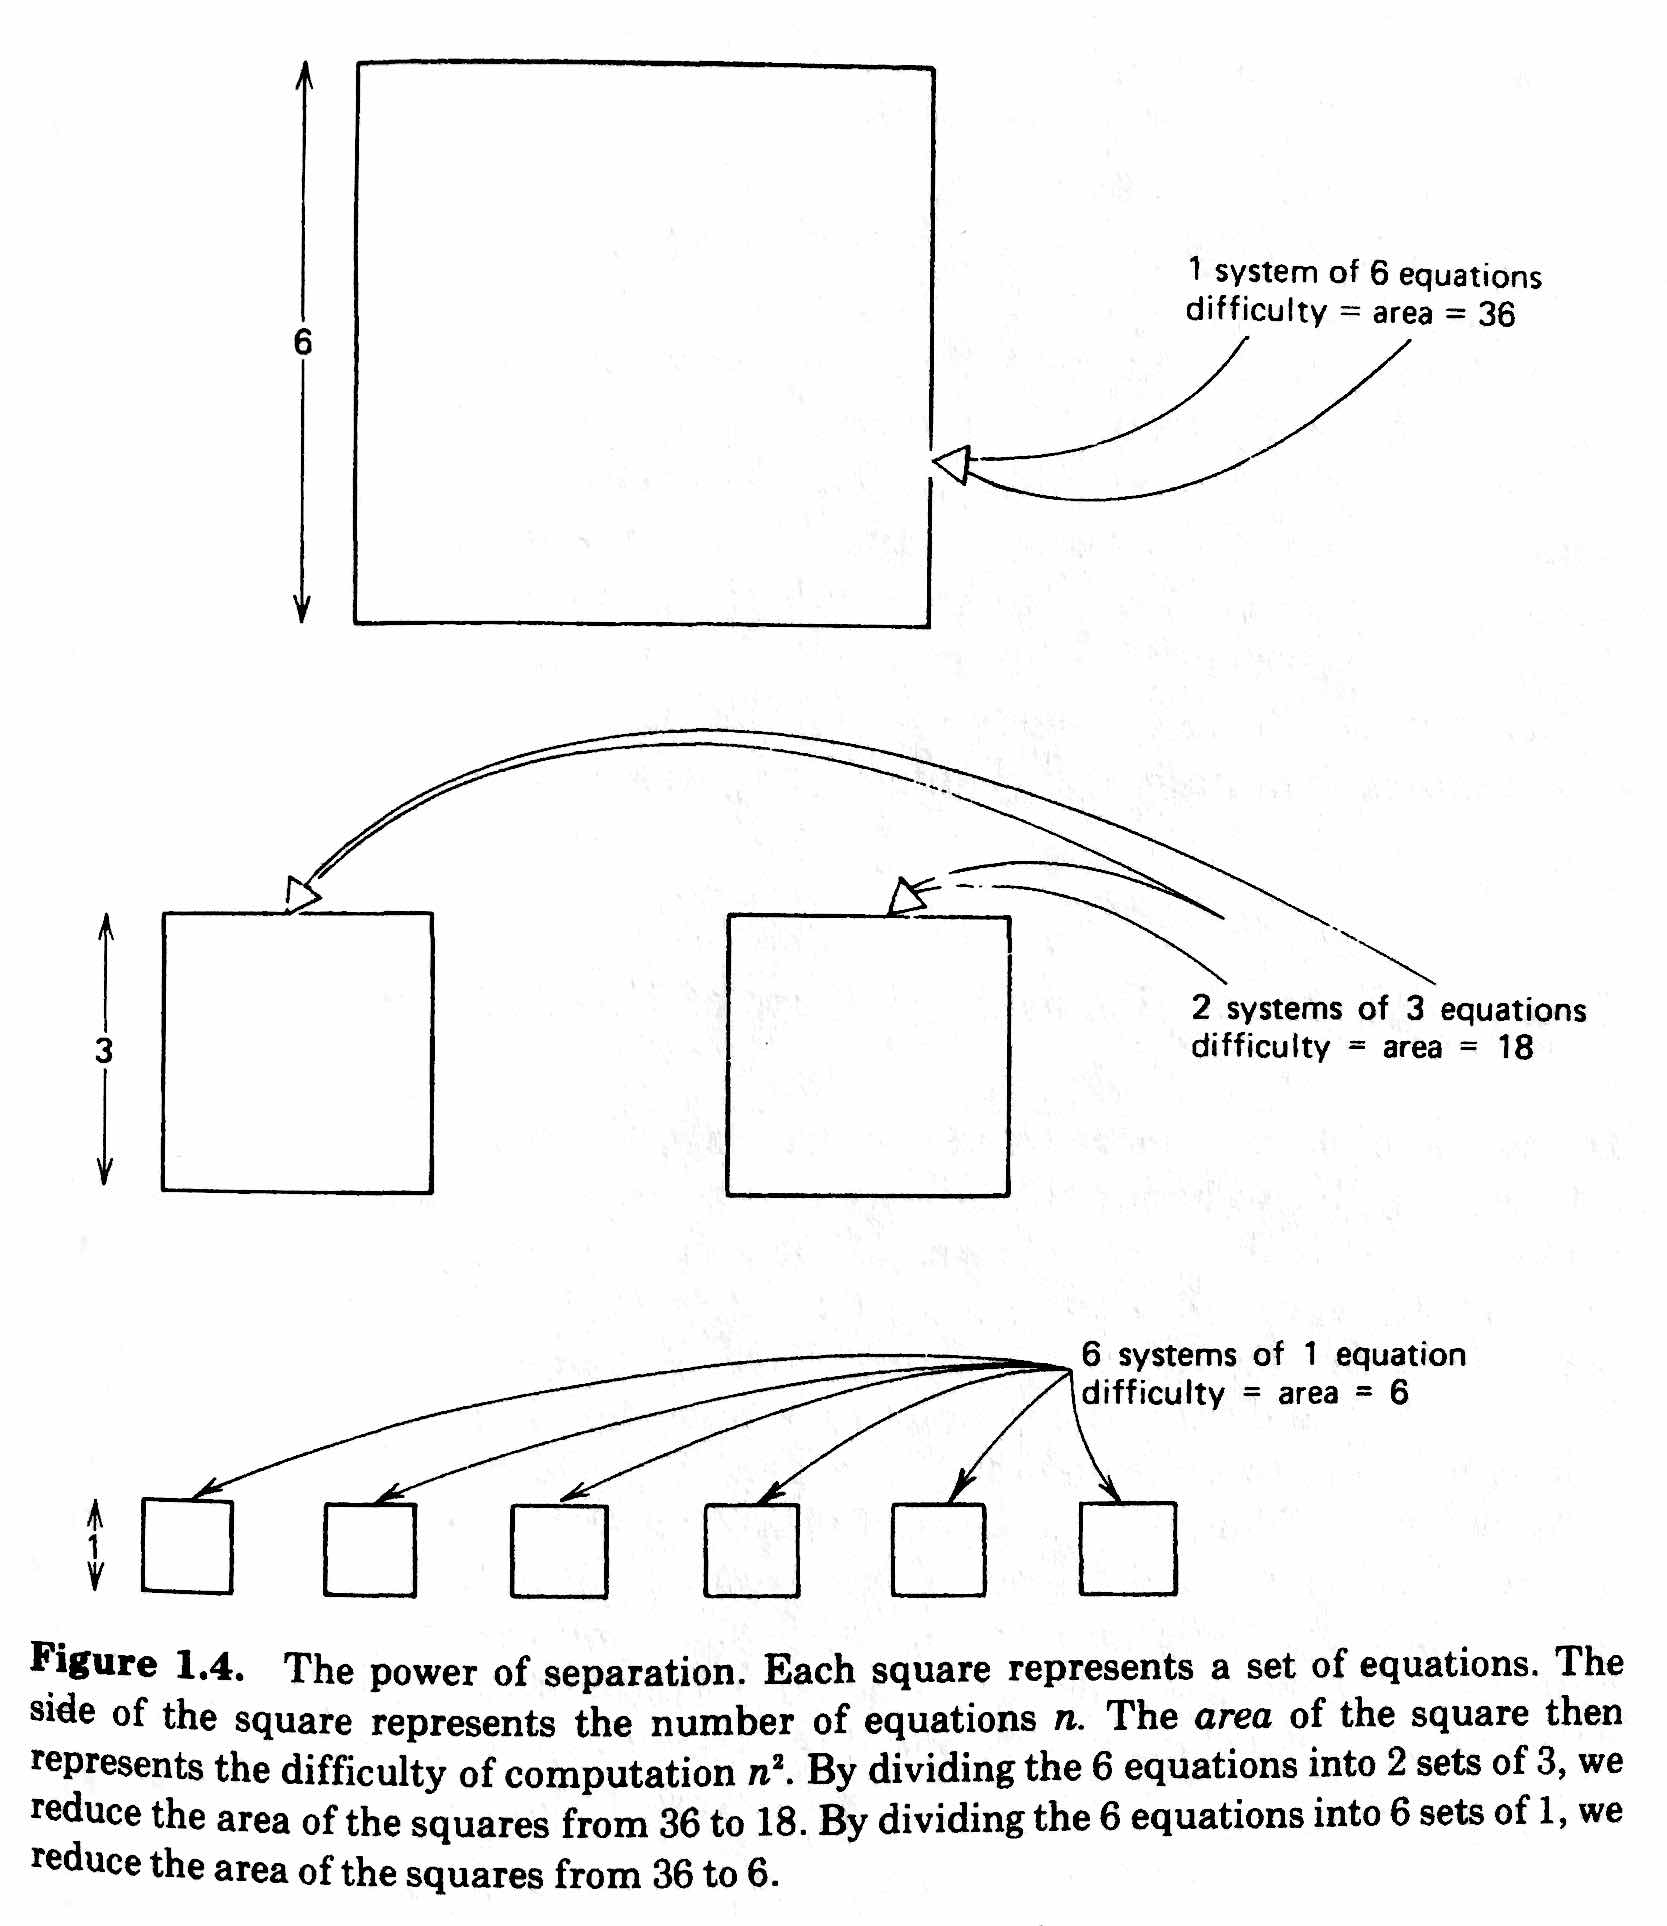 6
1 system of 6 equations
difficulty = area = 36
3
2 systems of 3 equations
difficulty = area = 18
6 systems of 1 equation
difficulty = area = 6
1
Figure 1.4. The power of separation. Each square represents a set of equations. The
side of the square represents the number of equations n. The area of the square then
represents the difficulty of computation n². By dividing the 6 equations into 2 sets of 3, we
reduce the area of the squares from 36 to 18. By dividing the 6 equations into 6 sets of 1, we
reduce the area of the squares from 36 to 6.